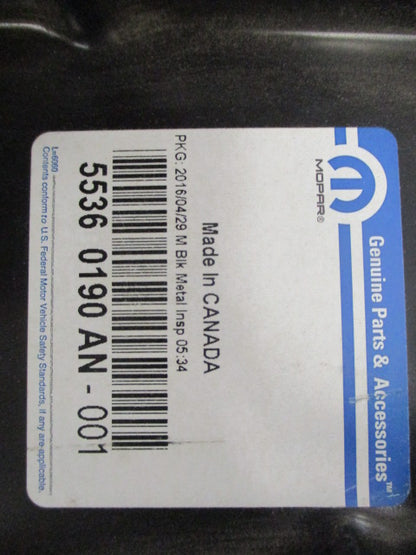 Genuine Parts & Accessories™
MOPAR®
Made In CANADA
PKG: 2016/04/29 M Blk Metal Insp 05:34
5536 0190 AN - 001
Le6060
Contents conform to U.S. Federal Motor Vehicle Safety Standards, if any are applicable.